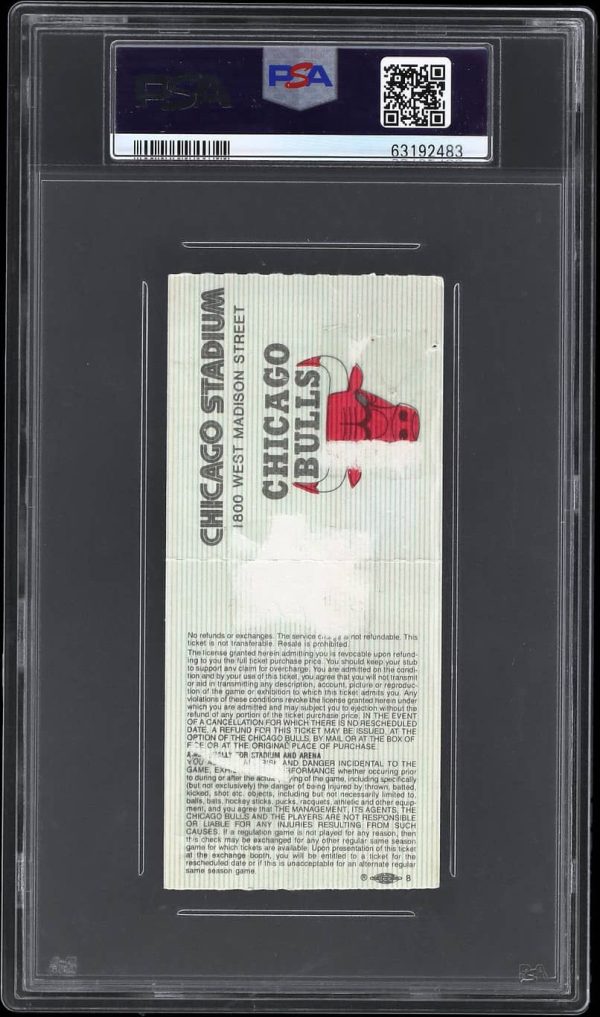 PSA
PSA
63192483
CHICAGO STADIUM
1800 WEST MADISON STREET
CHICAGO
BULLS
No refunds or exchanges. The service is not refundable. This
ticket is not transferable. Resale is prohibited.
The license granted herein admitting you is revocable upon refund-
ing to you the full ticket purchase price. You should keep your stub
to support any claim for overcharge. You are admitted on the condi-
tion and by your use of this ticket, you agree that you will not transmit
or aid in transmitting any description, account, picture or reproduc-
tion of the game or exhibition to which this ticket admits you. Any
violations of these conditions revoke the license granted herein under
which you are admitted and may subject you to ejection without the
refund of any portion of the ticket purchase price. IN THE EVENT
OF A CANCELLATION FOR WHICH THERE IS NO RESCHEDULED
DATE, A REFUND FOR THIS TICKET MAY BE ISSUED, AT THE
OPTION OF THE CHICAGO BULLS, BY MAIL OR AT THE BOX OF
OR AT THE ORIGINAL PLACE OF PURCHASE.
FOR STADIUM AND ARENA
YOU AND DANGER INCIDENTAL TO THE
GAME, whether occurring prior
to during or after the of the game, including specifically
(but not exclusively) the danger of being injured by thrown, batted,
kicked, shot etc. objects, including but not necessarily limited to,
balls, bats, hockey sticks, pucks, racquets, athletic and other equip-
ment, and you agree that THE MANAGEMENT, ITS AGENTS, THE
CHICAGO BULLS AND THE PLAYERS ARE NOT RESPONSIBLE
OR LIABLE FOR ANY INJURIES RESULTING FROM SUCH
CAUSES. If a regulation game is not played for any reason, then
this check may be exchanged for any other regular same season
game for which tickets are available. Upon presentation of this ticket
at the exchange booth, you will be entitled to a ticket for the
rescheduled date or if this is unacceptable for an alternate regular
same season game.
® 8
PSA